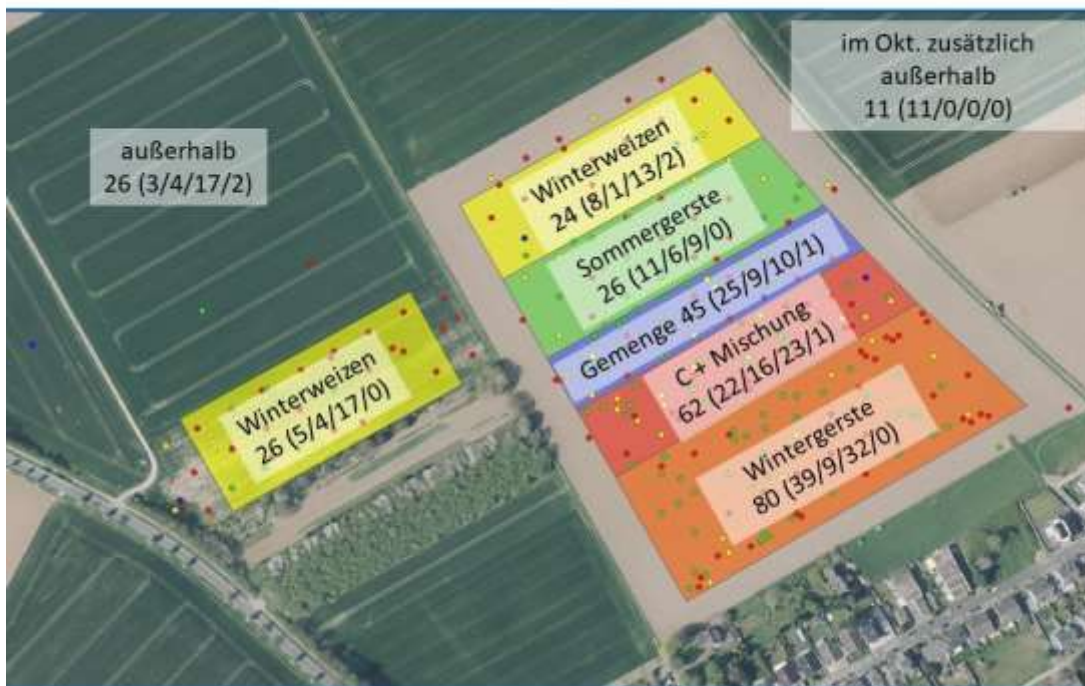 im Okt. zusätzlich
außerhalb
11 (11/0/0/0)
außerhalb
26 (3/4/17/2)
Winterweizen
24 (8/1/13/2)
Sommergerste
26 (11/6/9/0)
Gemenge 45 (25/9/10/1)
C+ Mischung
62 (22/16/23/1)
Wintergerste
80 (39/9/32/0)
Winterweizen
26 (5/4/17/0)